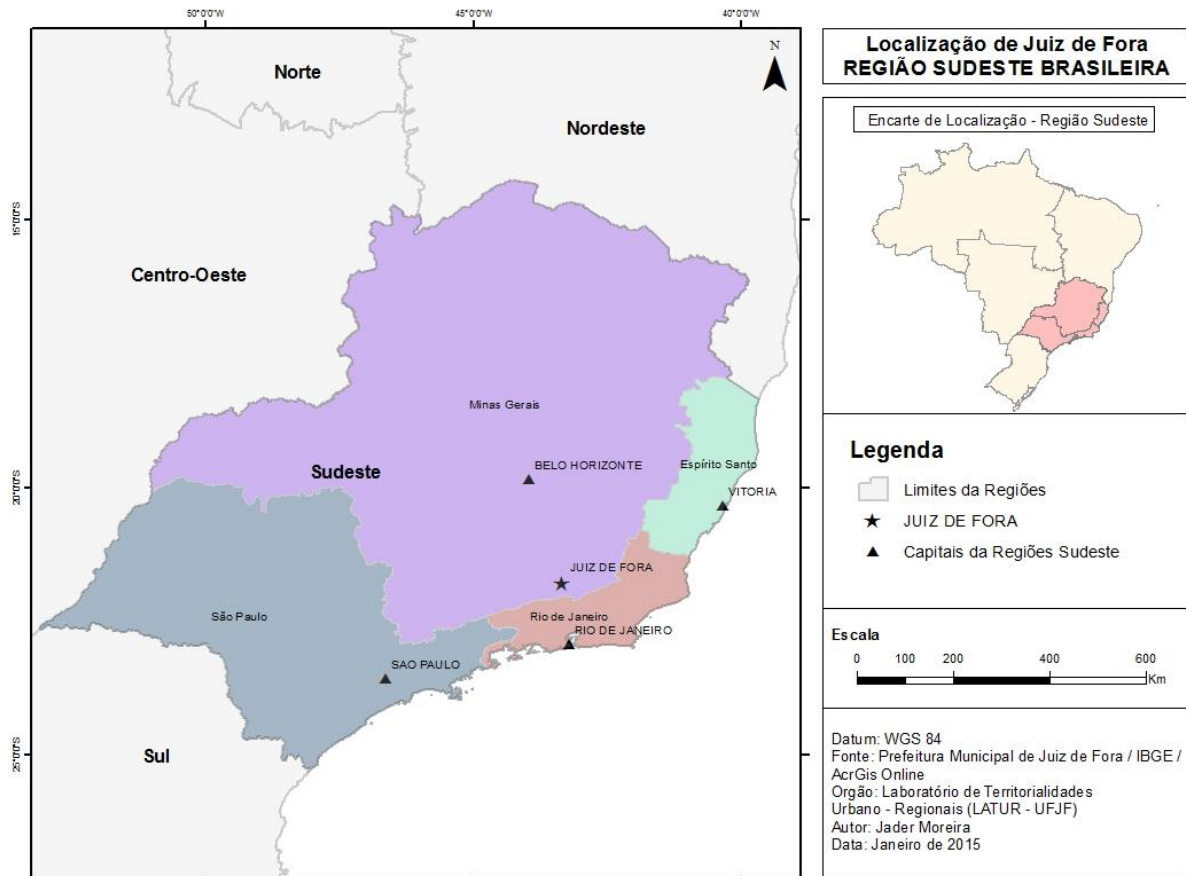 50°0'0"W
45°0'0"W
40°0'0"W
15°0'0"S
20°0'0"S
25°0'0"S
N
Norte
Nordeste
Centro-Oeste
Minas Gerais
BELO HORIZONTE
Sudeste
Espírito Santo
VITORIA
JUIZ DE FORA
São Paulo
Rio de Janeiro
RIO DE JANEIRO
SAO PAULO
Sul
Localização de Juiz de Fora
REGIÃO SUDESTE BRASILEIRA
Encarte de Localização - Região Sudeste
Legenda
Limites da Regiões
JUIZ DE FORA
Capitais da Regiões Sudeste
Escala
0 100 200 400 600
Km
Datum: WGS 84
Fonte: Prefeitura Municipal de Juiz de Fora / IBGE /
AcrGis Online
Orgão: Laboratório de Territorialidades
Urbano - Regionais (LATUR - UFJF)
Autor: Jader Moreira
Data: Janeiro de 2015